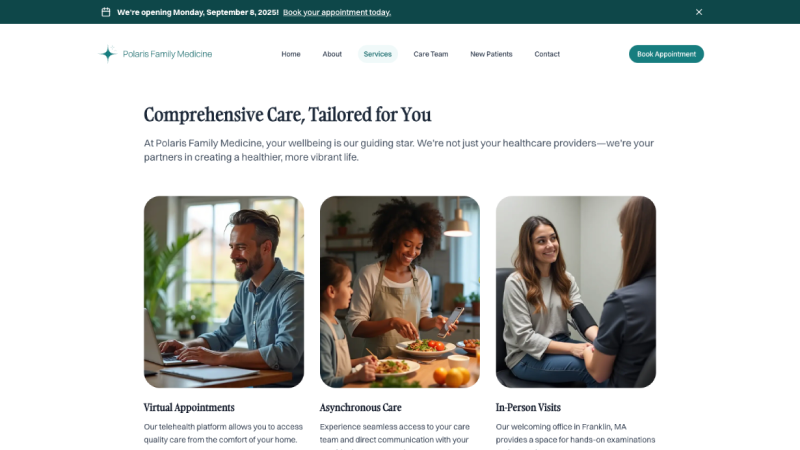 We're opening Monday, September 8, 2025! Book your appointment today.
Polaris Family Medicine
Home
About
Services
Care Team
New Patients
Contact
Book Appointment
Comprehensive Care, Tailored for You
At Polaris Family Medicine, your wellbeing is our guiding star. We're not just your healthcare providers—we're your
partners in creating a healthier, more vibrant life.
Virtual Appointments
Our telehealth platform allows you to access
quality care from the comfort of your home.
Asynchronous Care
Experience seamless access to your care
team and direct communication with your
In-Person Visits
Our welcoming office in Franklin, MA
provides a space for hands-on examinations